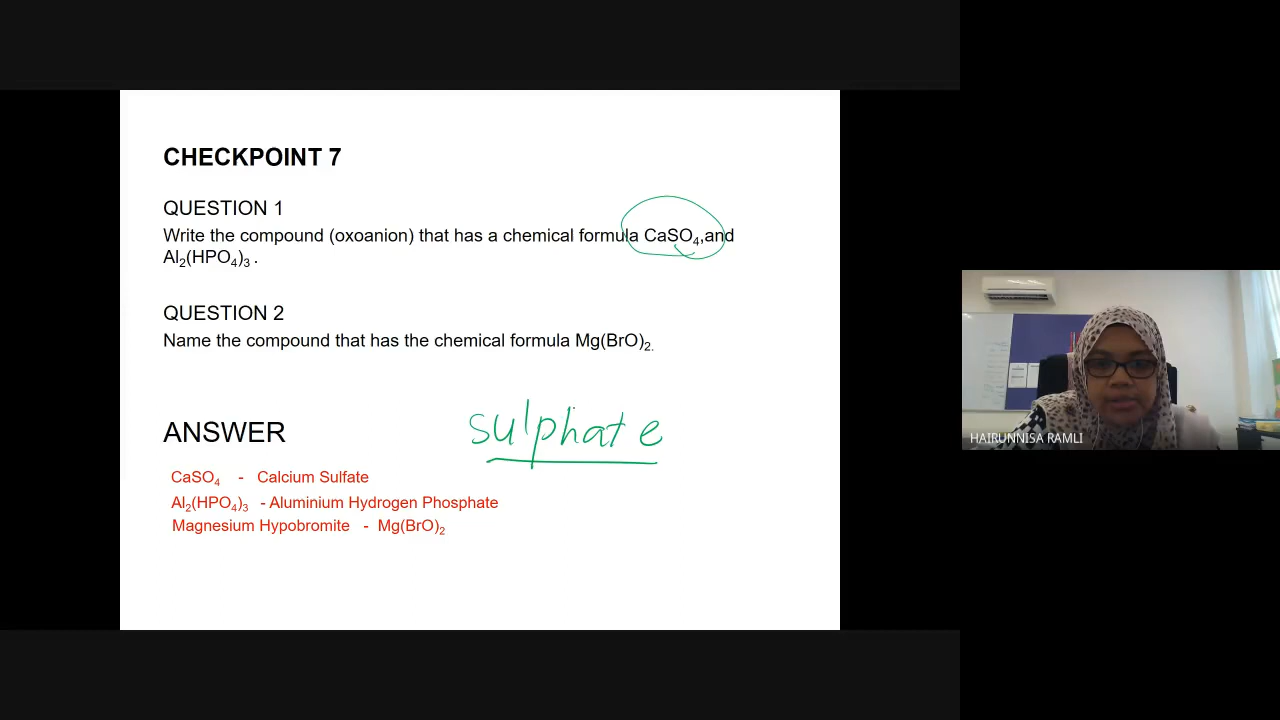 CHECKPOINT 7
QUESTION 1
Write the compound (oxoanion) that has a chemical formula CaSO₄,and
Al₂(HPO₄)₃ .
QUESTION 2
Name the compound that has the chemical formula Mg(BrO)₂.
sulphate
ANSWER
CaSO₄ - Calcium Sulfate
Al₂(HPO₄)₃ - Aluminium Hydrogen Phosphate
Magnesium Hypobromite - Mg(BrO)₂
HAIRUNNISA RAMLI